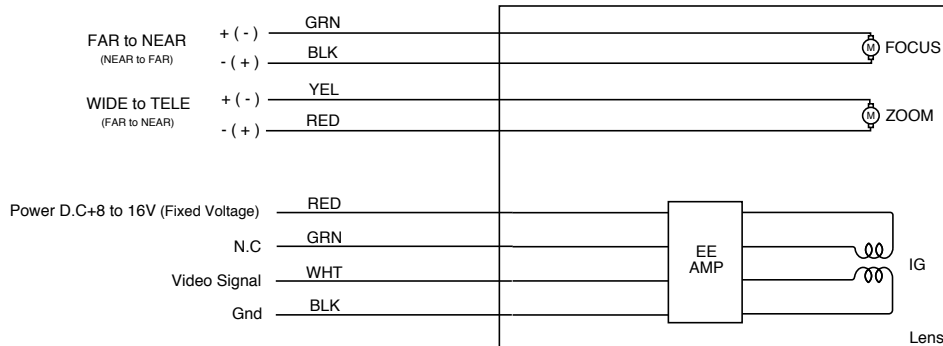 FAR to NEAR + ( - ) GRN
(NEAR to FAR) - ( + ) BLK
M FOCUS
WIDE to TELE + ( - ) YEL
(FAR to NEAR) - ( + ) RED
M ZOOM
Power D.C+8 to 16V (Fixed Voltage) RED
N.C GRN
Video Signal WHT
Gnd BLK
EE
AMP
IG
Lens